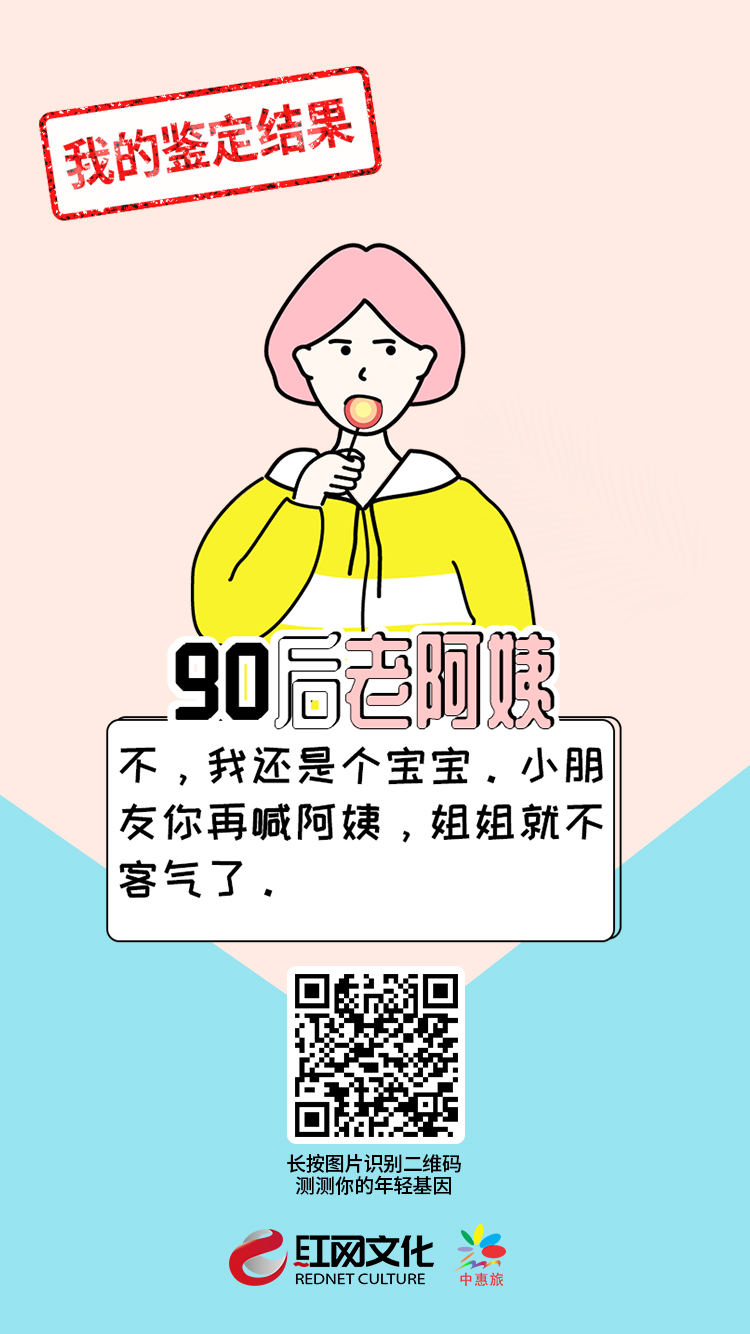 我的鉴定结果
90后老阿姨
不，我还是个宝宝．小朋
友你再喊阿姨，姐姐就不
客气了．
长按图片识别二维码
测测你的年轻基因
红网文化
REDNET CULTURE
中惠旅